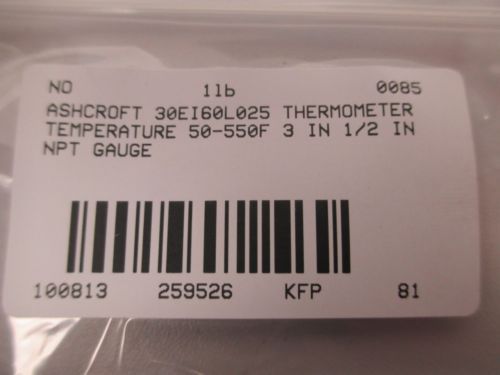 NO 1lb 0085
ASHCROFT 30EI60L025 THERMOMETER
TEMPERATURE 50-550F 3 IN 1/2 IN
NPT GAUGE
100813 259526 KFP 81